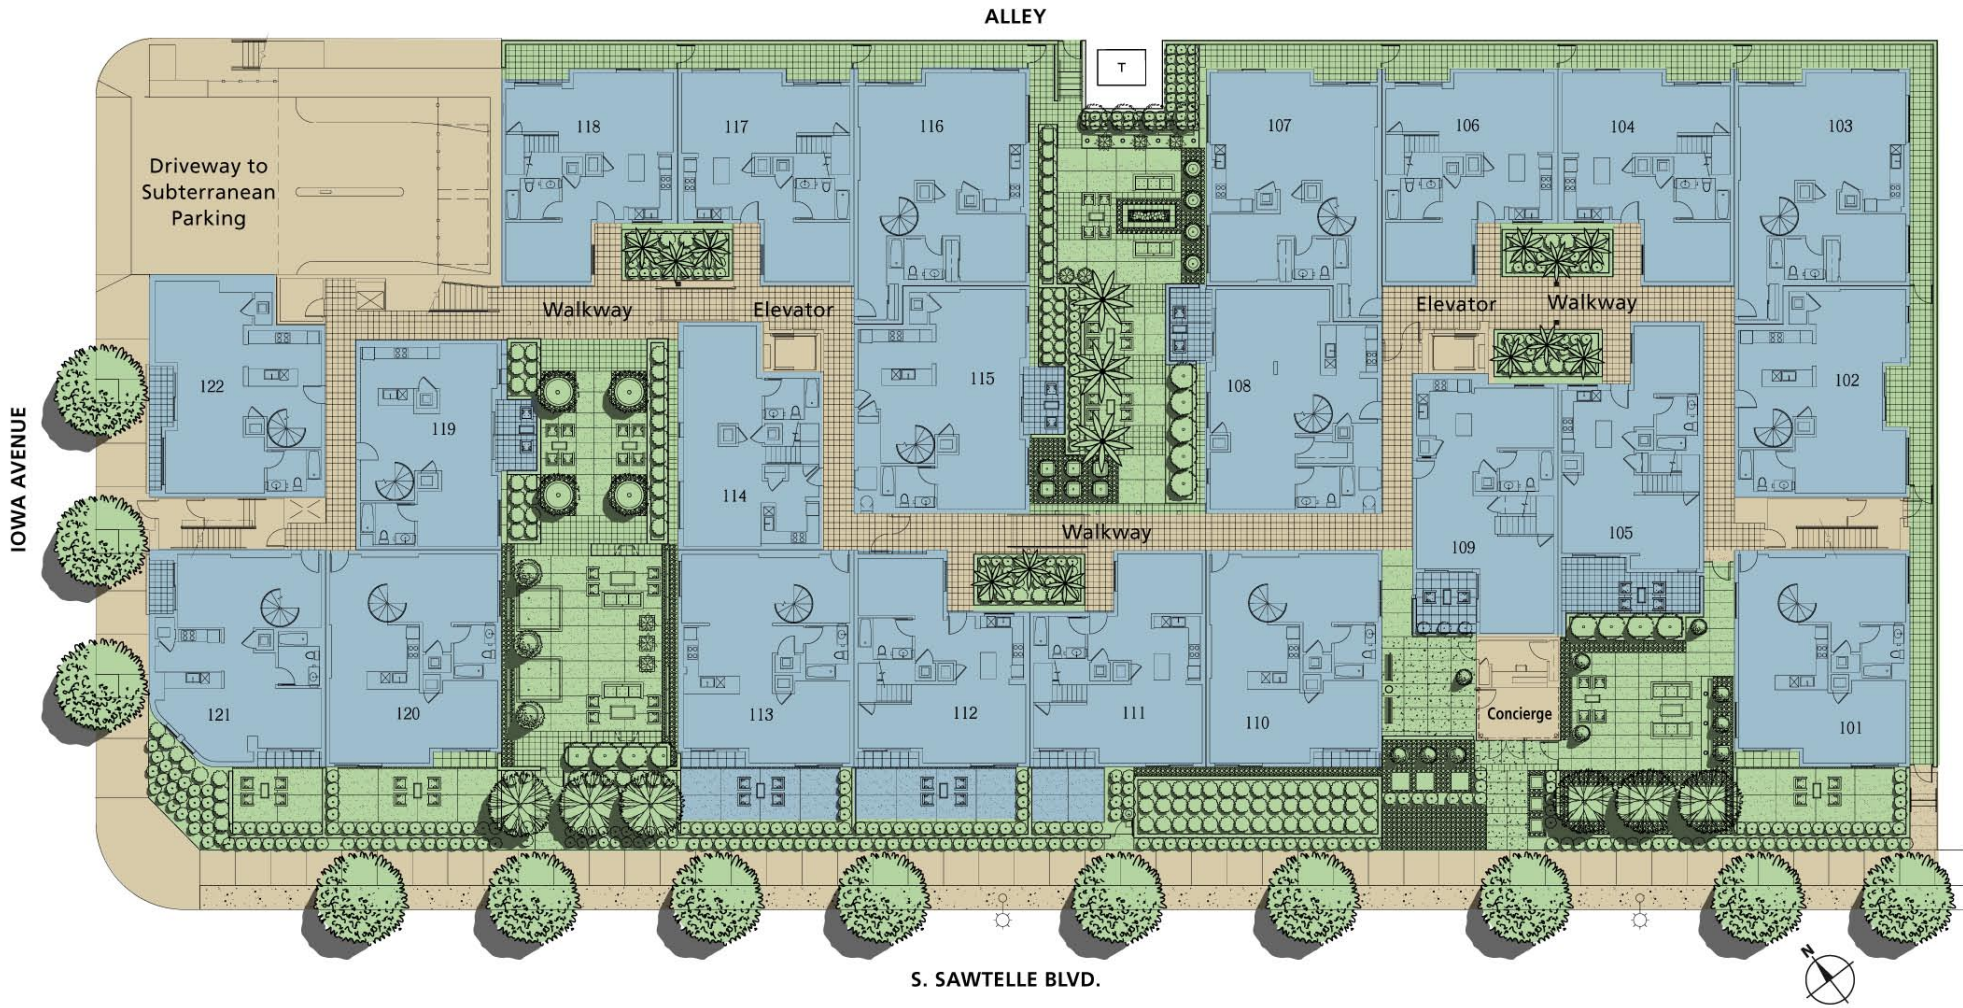 ALLEY
T
118
117
116
107
106
104
103
Driveway to
Subterranean
Parking
Walkway
Elevator
Elevator
Walkway
122
119
115
108
102
114
109
105
Walkway
IOWA AVENUE
121
120
113
112
111
110
Concierge
101
S. SAWTELLE BLVD.
N